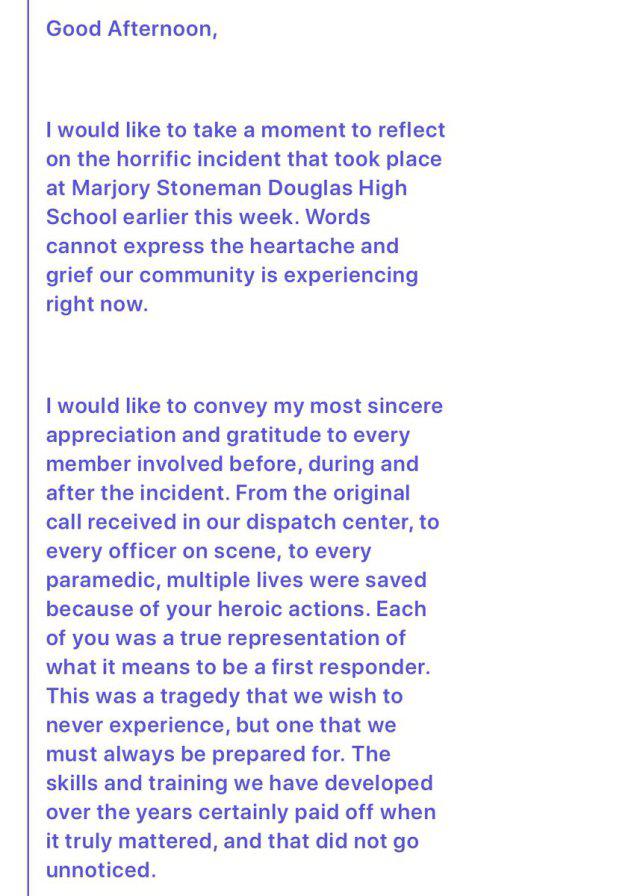 Good Afternoon,
I would like to take a moment to reflect
on the horrific incident that took place
at Marjory Stoneman Douglas High
School earlier this week. Words
cannot express the heartache and
grief our community is experiencing
right now.
I would like to convey my most sincere
appreciation and gratitude to every
member involved before, during and
after the incident. From the original
call received in our dispatch center, to
every officer on scene, to every
paramedic, multiple lives were saved
because of your heroic actions. Each
of you was a true representation of
what it means to be a first responder.
This was a tragedy that we wish to
never experience, but one that we
must always be prepared for. The
skills and training we have developed
over the years certainly paid off when
it truly mattered, and that did not go
unnoticed.